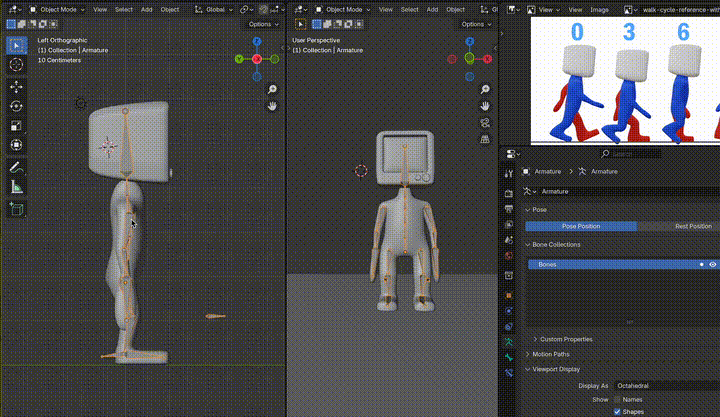 Object Mode
View
Select
Add
Object
Global
Object Mode
View
Select
Add
Object
Global
View
View
Image
walk-cycle-reference-with
Options
Options
Left Orthographic
(1) Collection | Armature
10 Centimeters
User Perspective
(1) Collection | Armature
0 3 6
Z
Y
X
Z
Search
Armature > Armature
Armature
Pose
Pose Position
Rest Position
Bone Collections
Bones
Custom Properties
Motion Paths
Viewport Display
Display As
Octahedral
Show
Names
Shapes